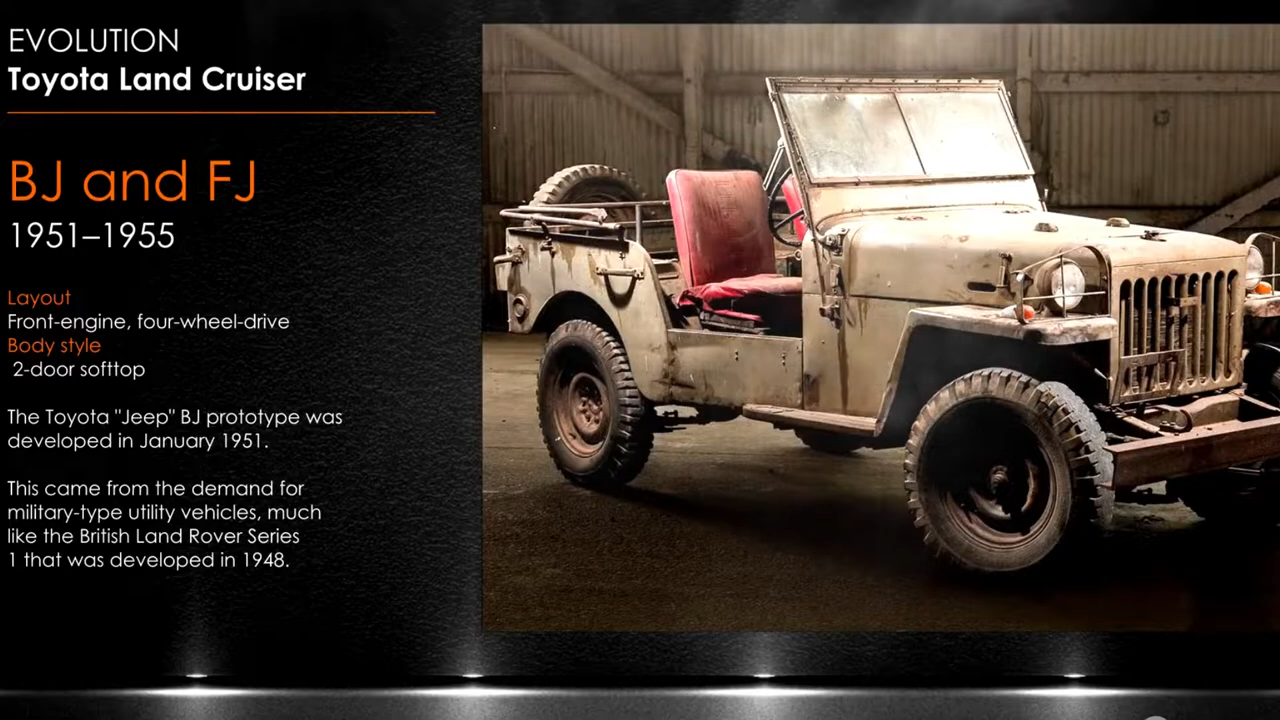 EVOLUTION
Toyota Land Cruiser
BJ and FJ
1951–1955
Layout
Front-engine, four-wheel-drive
Body style
2-door softtop
The Toyota "Jeep" BJ prototype was
developed in January 1951.
This came from the demand for
military-type utility vehicles, much
like the British Land Rover Series
1 that was developed in 1948.